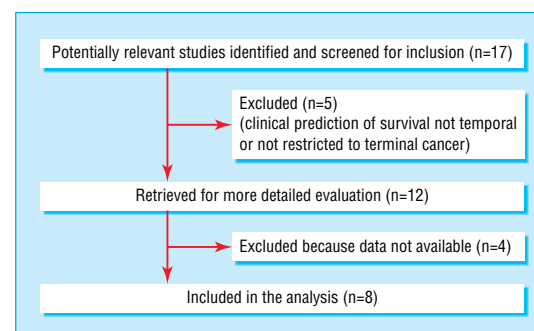 Potentially relevant studies identified and screened for inclusion (n=17)
Excluded (n=5)
(clinical prediction of survival not temporal
or not restricted to terminal cancer)
Retrieved for more detailed evaluation (n=12)
Excluded because data not available (n=4)
Included in the analysis (n=8)